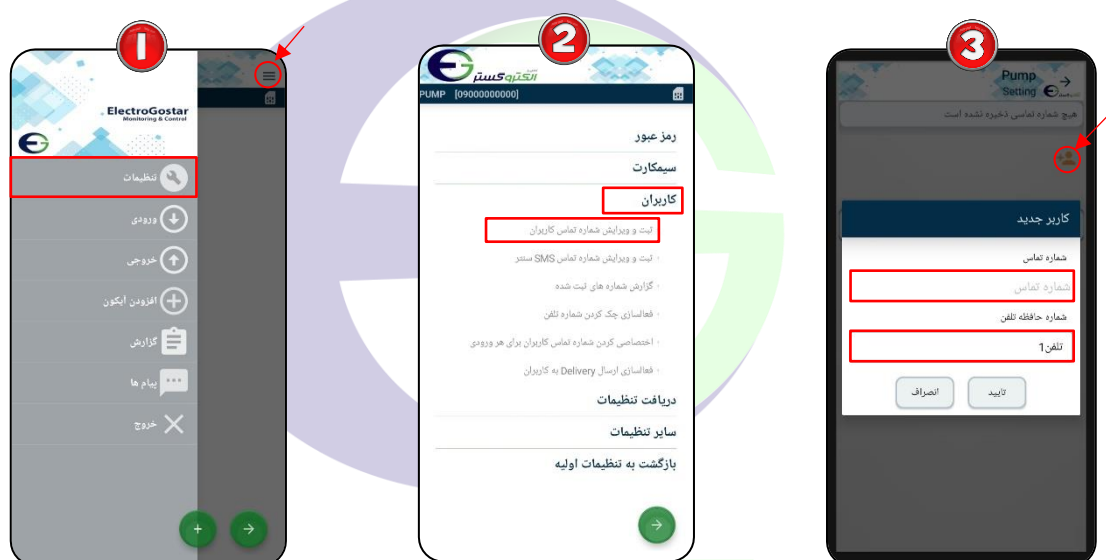 1
ElectroGostar
Monitoring & Control
تنظیمات
ورودی
خروجی
افزودن آیکون
گزارش
پیام ها
خروج
2
الکتروگستر
PUMP [09000000000]
رمز عبور
سیمکارت
کاربران
ثبت و ویرایش شماره تماس کاربران
ثبت و ویرایش شماره تماس SMS سنتر
گزارش شماره های ثبت شده
فعالسازی چک کردن شماره تلفن
اختصاصی کردن شماره تماس کاربران برای هر ورودی
فعالسازی ارسال Delivery به کاربران
دریافت تنظیمات
سایر تنظیمات
بازگشت به تنظیمات اولیه
3
Pump
Setting
هیچ شماره تماسی ذخیره نشده است
کاربر جدید
شماره تماس
شماره تماس
شماره حافظه تلفن
تلفن1
تایید
انصراف